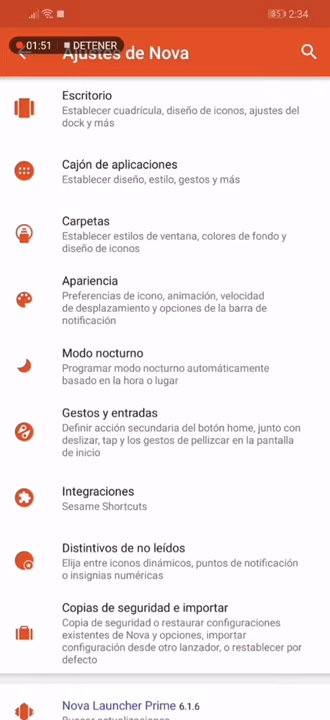 2:34
01:51 DETENER
Ajustes de Nova
Escritorio
Establecer cuadrícula, diseño de iconos, ajustes del
dock y más
Cajón de aplicaciones
Establecer diseño, estilo, gestos y más
Carpetas
Establecer estilos de ventana, colores de fondo y
diseño de iconos
Apariencia
Preferencias de icono, animación, velocidad
de desplazamiento y opciones de la barra de
notificación
Modo nocturno
Programar modo nocturno automáticamente
basado en la hora o lugar
Gestos y entradas
Definir acción secundaria del botón home, junto con
deslizar, tap y los gestos de pellizcar en la pantalla
de inicio
Integraciones
Sesame Shortcuts
Distintivos de no leídos
Elija entre iconos dinámicos, puntos de notificación
o insignias numéricas
Copias de seguridad e importar
Copia de seguridad o restaurar configuraciones
existentes de Nova y opciones, importar
configuración desde otro lanzador, o restablecer por
defecto
Nova Launcher Prime 6.1.6
Buscar actualizaciones